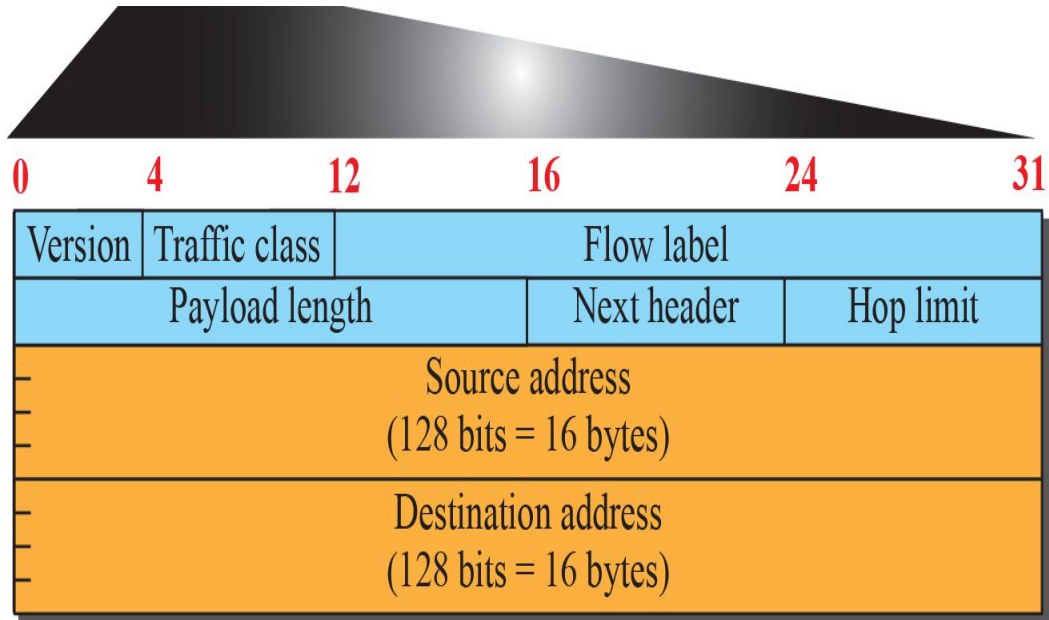 0 4 12 16 24 31
Version Traffic class Flow label
Payload length Next header Hop limit
Source address
(128 bits = 16 bytes)
Destination address
(128 bits = 16 bytes)